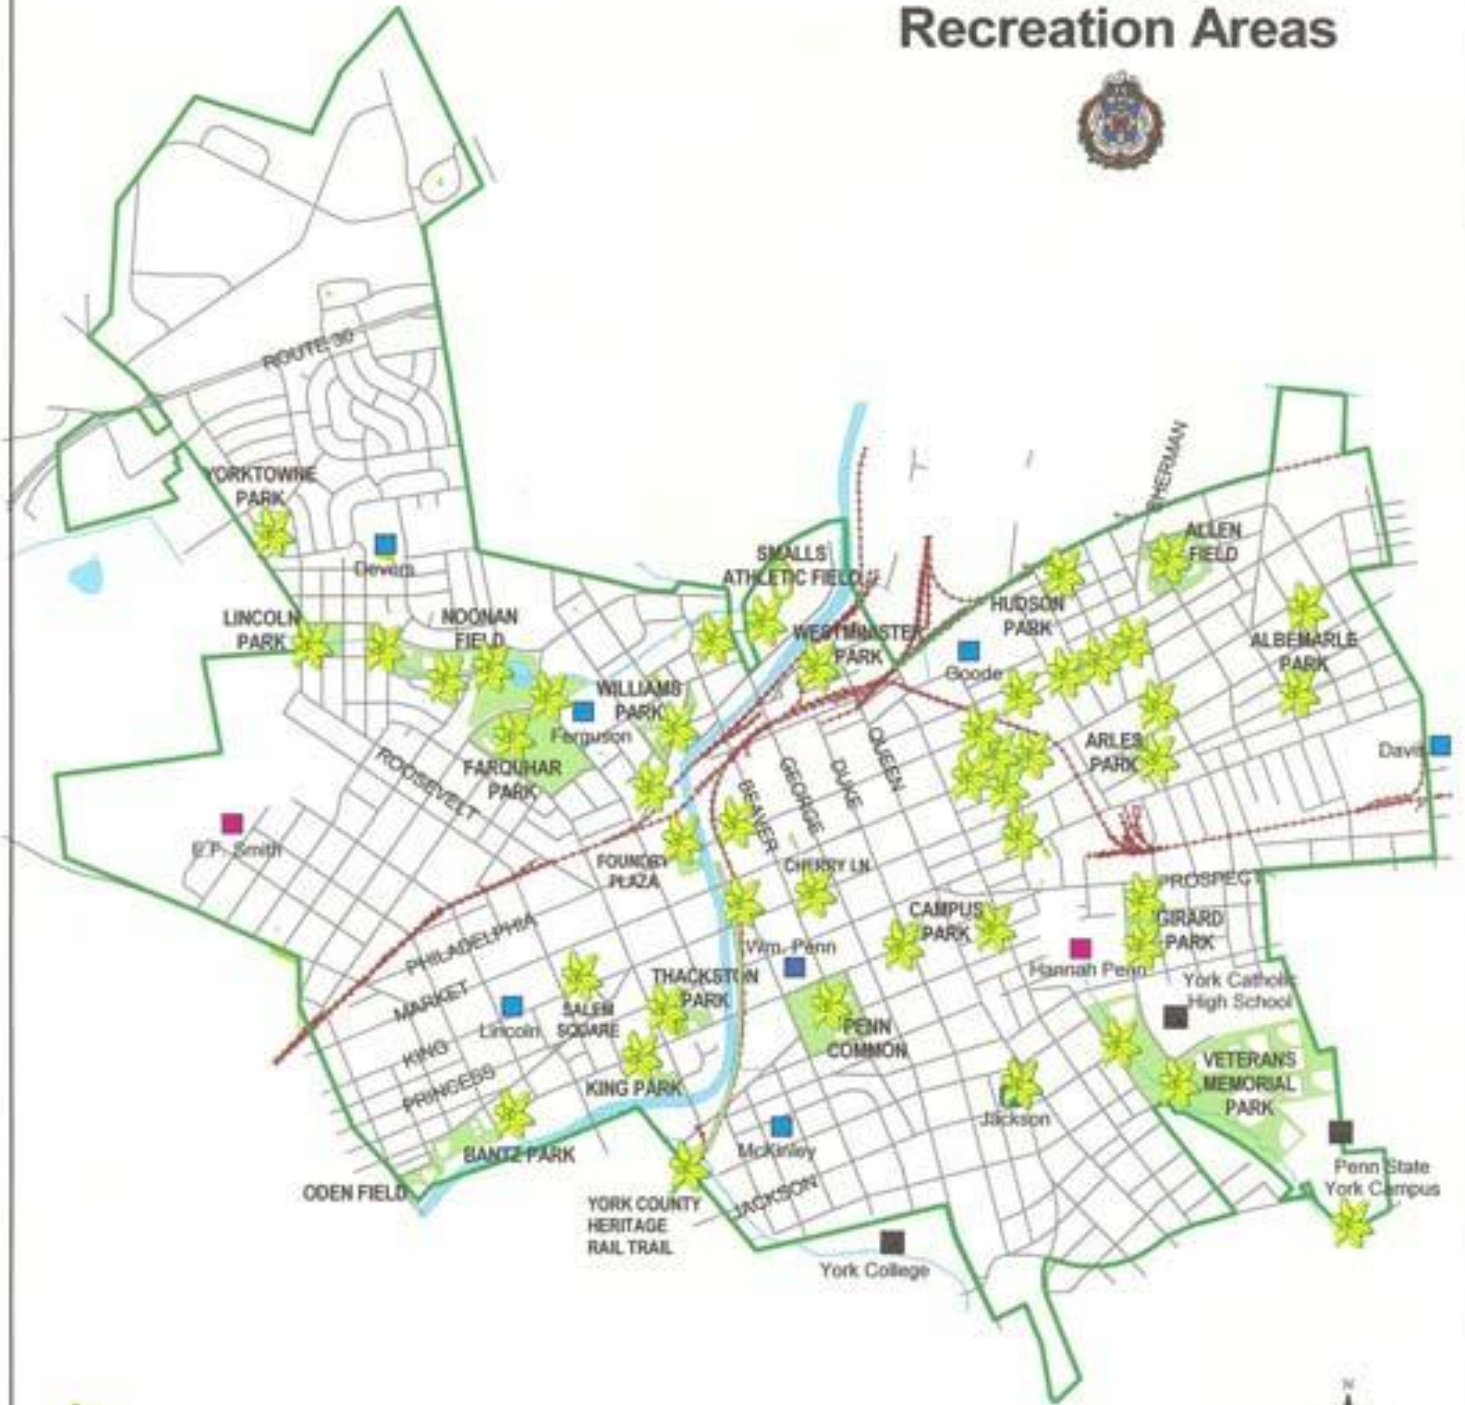 Recreation Areas
ROUTE 30
SHERMAN
YORKTOWNE
PARK
Devers
SMALLS
ATHLETIC FIELD
ALLEN
FIELD
LINCOLN
PARK
NOONAN
FIELD
HUDSON
PARK
WESTMINISTER
PARK
ALBEMARLE
PARK
Goode
WILLIAMS
PARK
Ferguson
ROOSEVELT
FARQUHAR
PARK
BEAVER
GEORGE
DUKE
QUEEN
ARLES
PARK
Davis
E.P. Smith
FOUNDRY
PLAZA
CHERRY LN
PROSPECT
PHILADELPHIA
CAMPUS
PARK
GIRARD
PARK
Wm. Penn
Hannah Penn
MARKET
THACKSTON
PARK
York Catholic
High School
Lincoln
SALEM
SQUARE
PENN
COMMON
KING
PRINCESS
KING PARK
VETERANS
MEMORIAL
PARK
Jackson
BANTZ PARK
McKinley
ODEN FIELD
JACKSON
Penn State
York Campus
YORK COUNTY
HERITAGE
RAIL TRAIL
York College
N